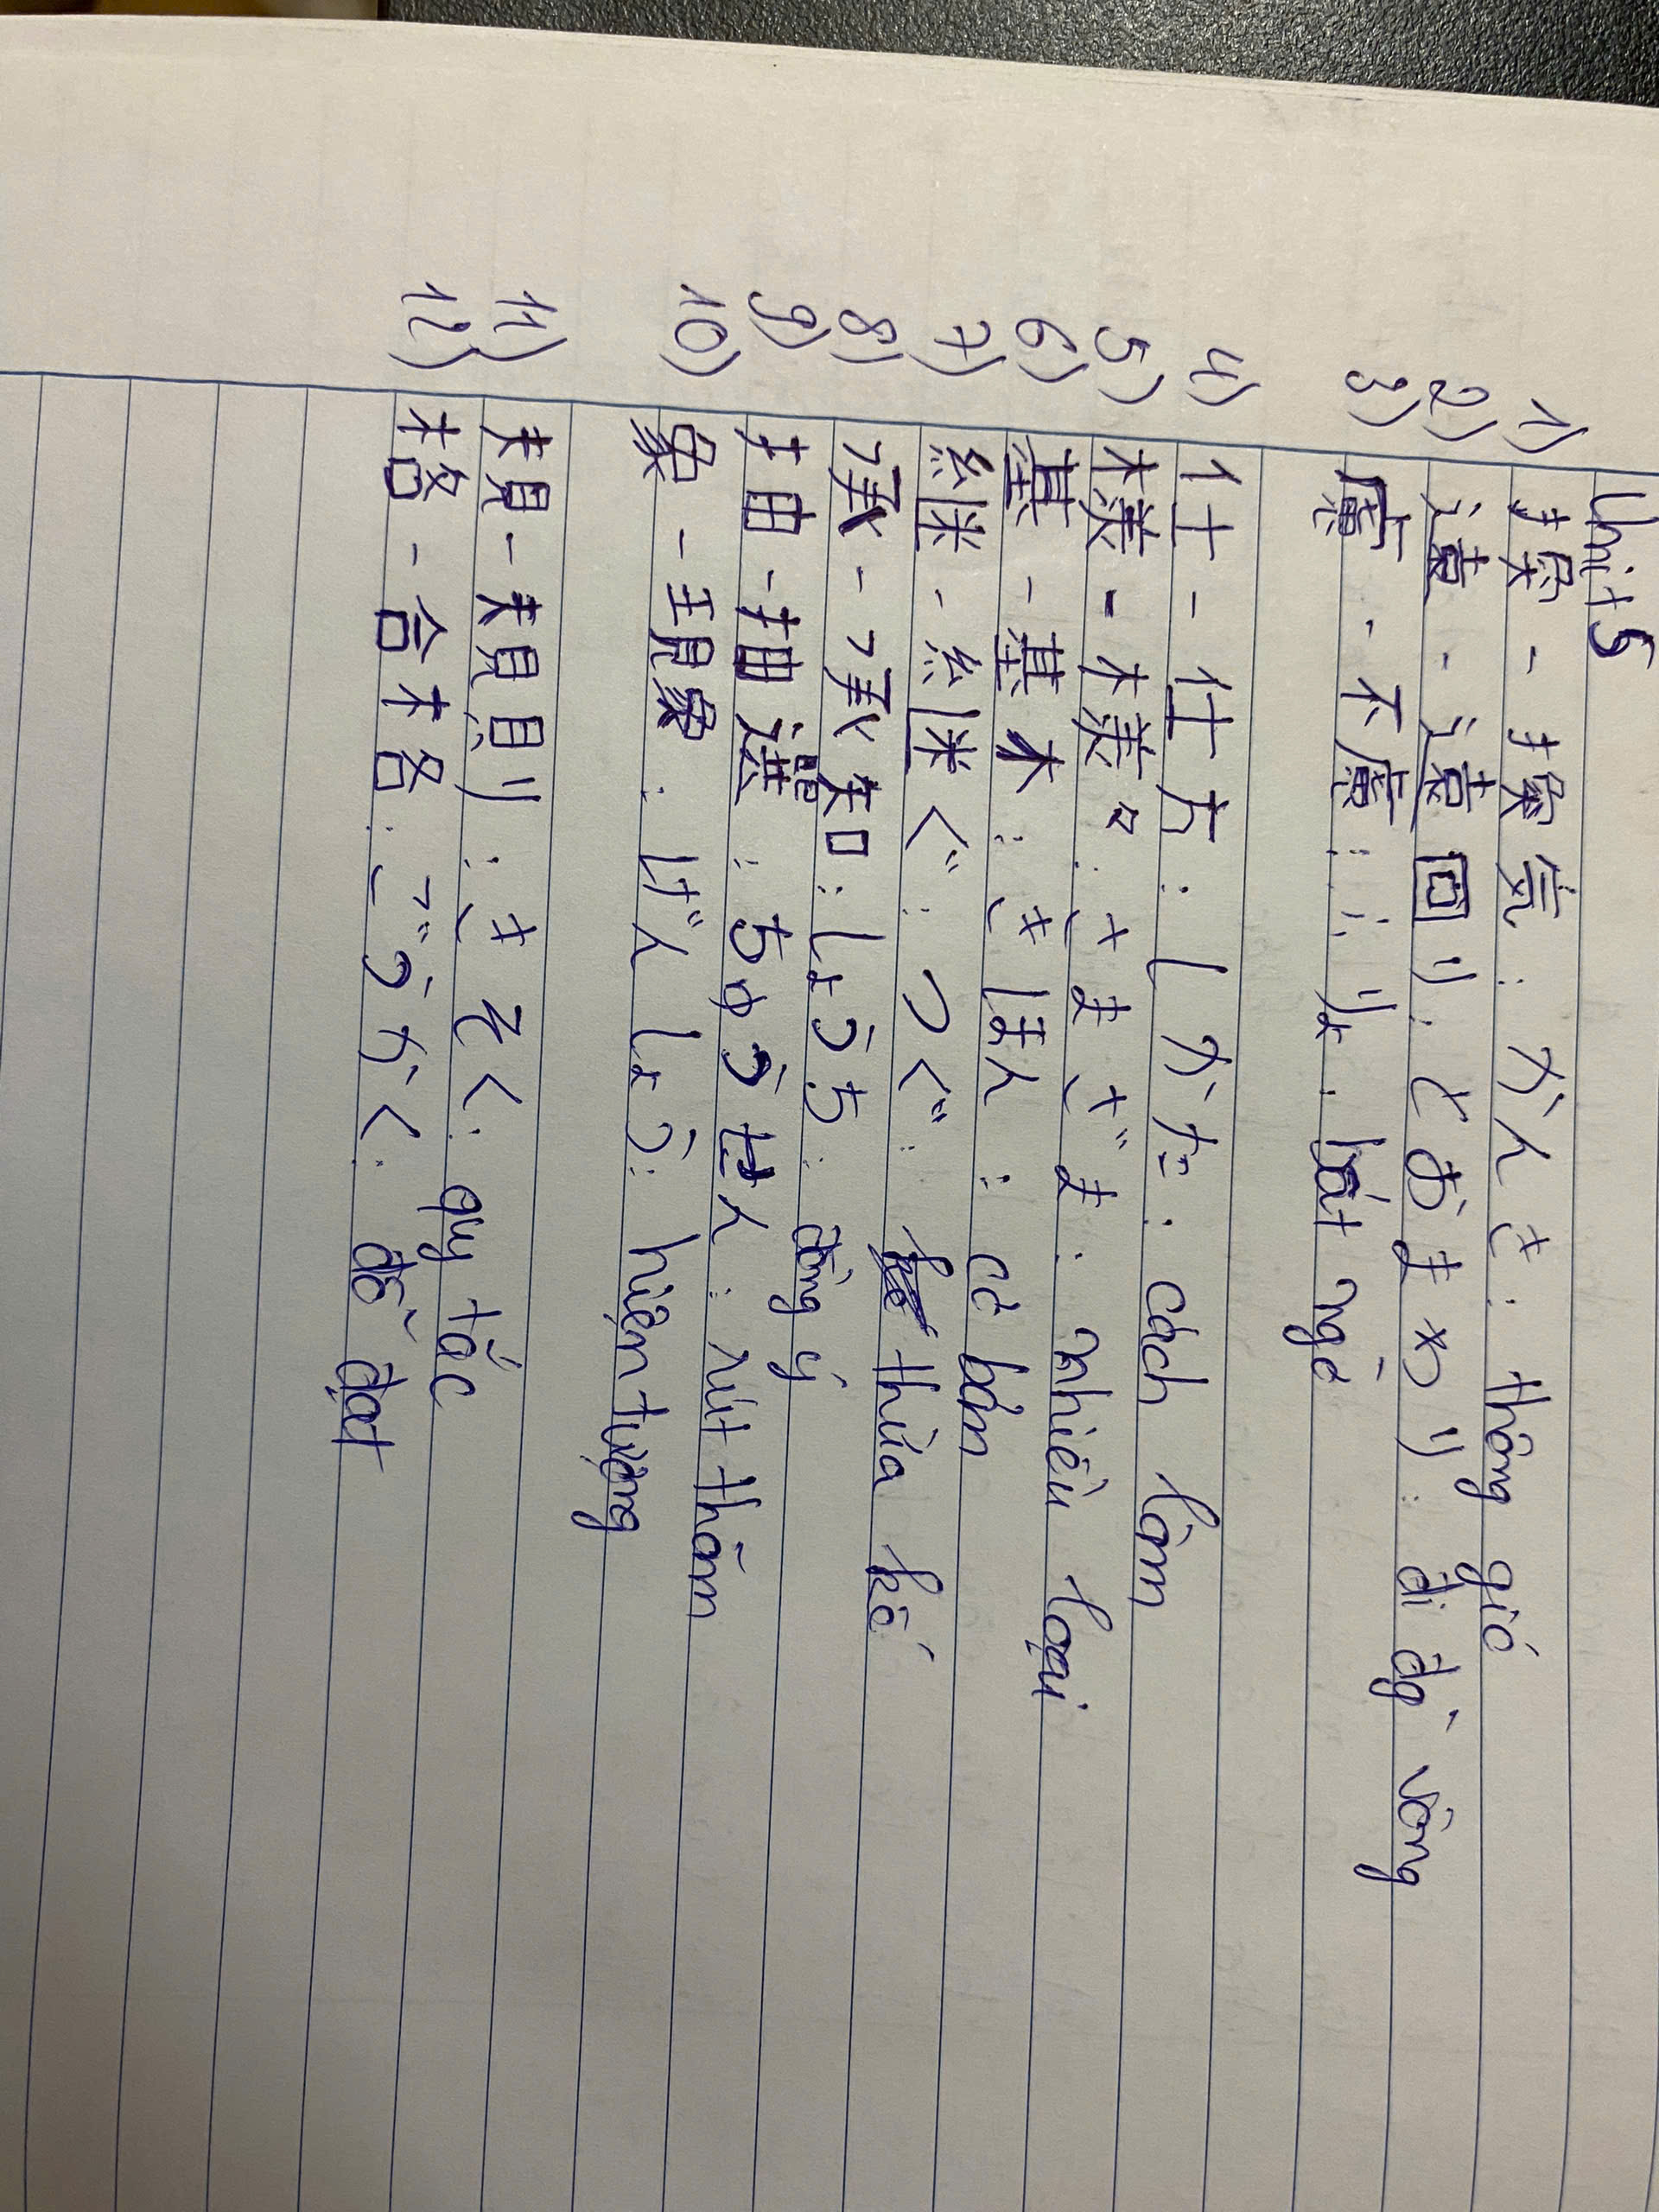 Unit 5
1) 換 - 換気 : かんき : thông gió
2) 遠 - 遠回り : とおまわり : đi đờ vòng
3) 慮 - 不慮 : ふりょ : bất ngờ
4) 仕 - 仕方 : しかた : cách làm
5) 様 - 様々 : さまざま : nhiều loại
6) 基 - 基本 : きほん : cơ bản
7) 継 - 継ぐ : つぐ : thừa kế
8) 承 - 承知 : しょうち : đồng ý
9) 抽 - 抽選 : ちゅうせん : rút thăm
10) 象 - 現象 : げんしょう : hiện tượng
11) 規 - 規則 : きそく : quy tắc
12) 格 - 合格 : ごうかく : đỗ đạt